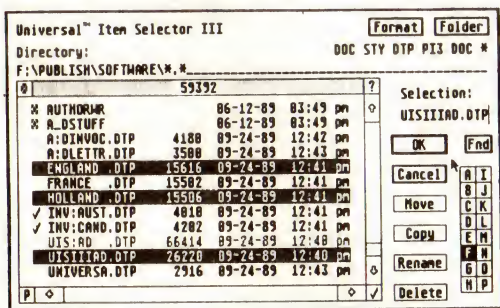 Universal™ Item Selector III Format Folder
Directory: DOC STY DTP PI3 DOC *
F:\PUBLISH\SOFTWARE\*.*
59392 ?
Selection:
UISIIIAD.DTP
AUTHORWR 06-12-89 03:49 pm
A_DSTUFF 06-12-89 03:49 pm
A:DINVOC.DTP 4180 09-24-89 12:42 pm
A:DLETTR.DTP 3500 09-24-89 12:43 pm
ENGLAND .DTP 15616 09-24-89 12:41 pm
FRANCE .DTP 15502 09-24-89 12:41 pm
HOLLAND .DTP 15506 09-24-89 12:41 pm
✓ INV:AUST.DTP 4010 09-24-89 12:41 pm
✓ INV:CAND.DTP 4202 09-24-89 12:41 pm
UIS:AD .DTP 66414 09-24-89 12:40 pm
UISIIIAD.DTP 26220 09-24-89 12:40 pm
UNIVERSA.DTP 2916 09-24-89 12:43 pm
P
OK Fnd
Cancel
Move
Copy
Rename
Delete
A I
B J
C K
D L
E M
F N
G O
H P